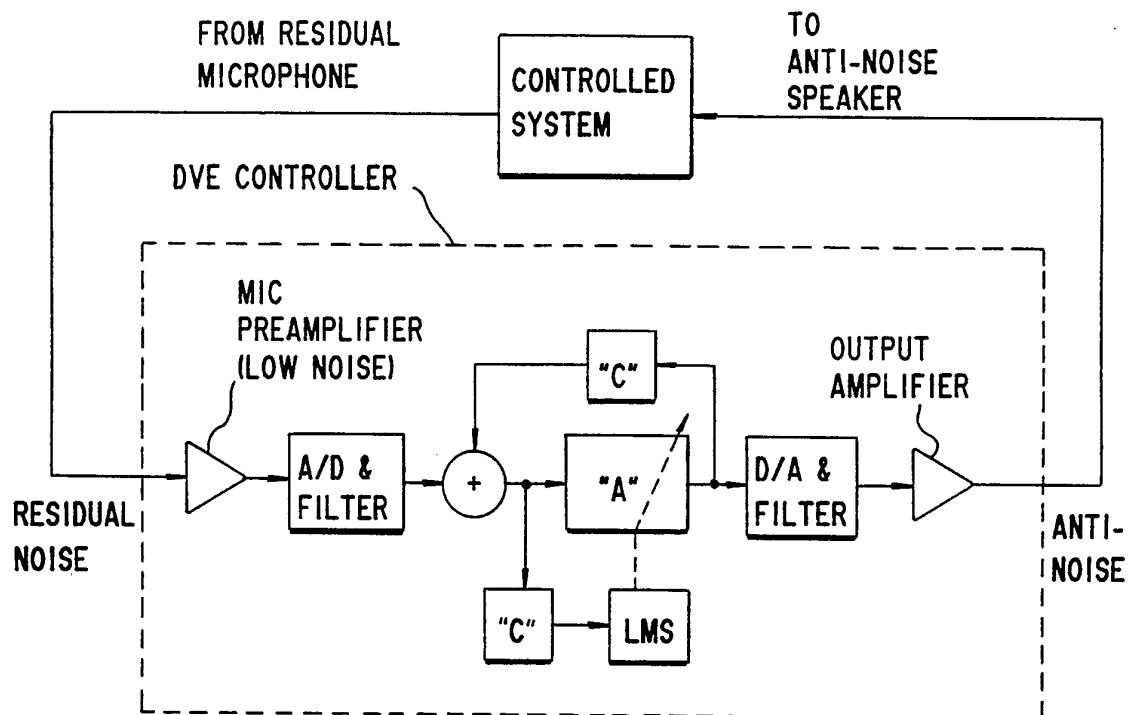 FROM RESIDUAL
MICROPHONE
TO
ANTI-NOISE
SPEAKER
CONTROLLED
SYSTEM
DVE CONTROLLER
MIC
PREAMPLIFIER
(LOW NOISE)
"C"
OUTPUT
AMPLIFIER
A/D &
FILTER
+
"A"
D/A &
FILTER
RESIDUAL
NOISE
ANTI-
NOISE
"C"
LMS